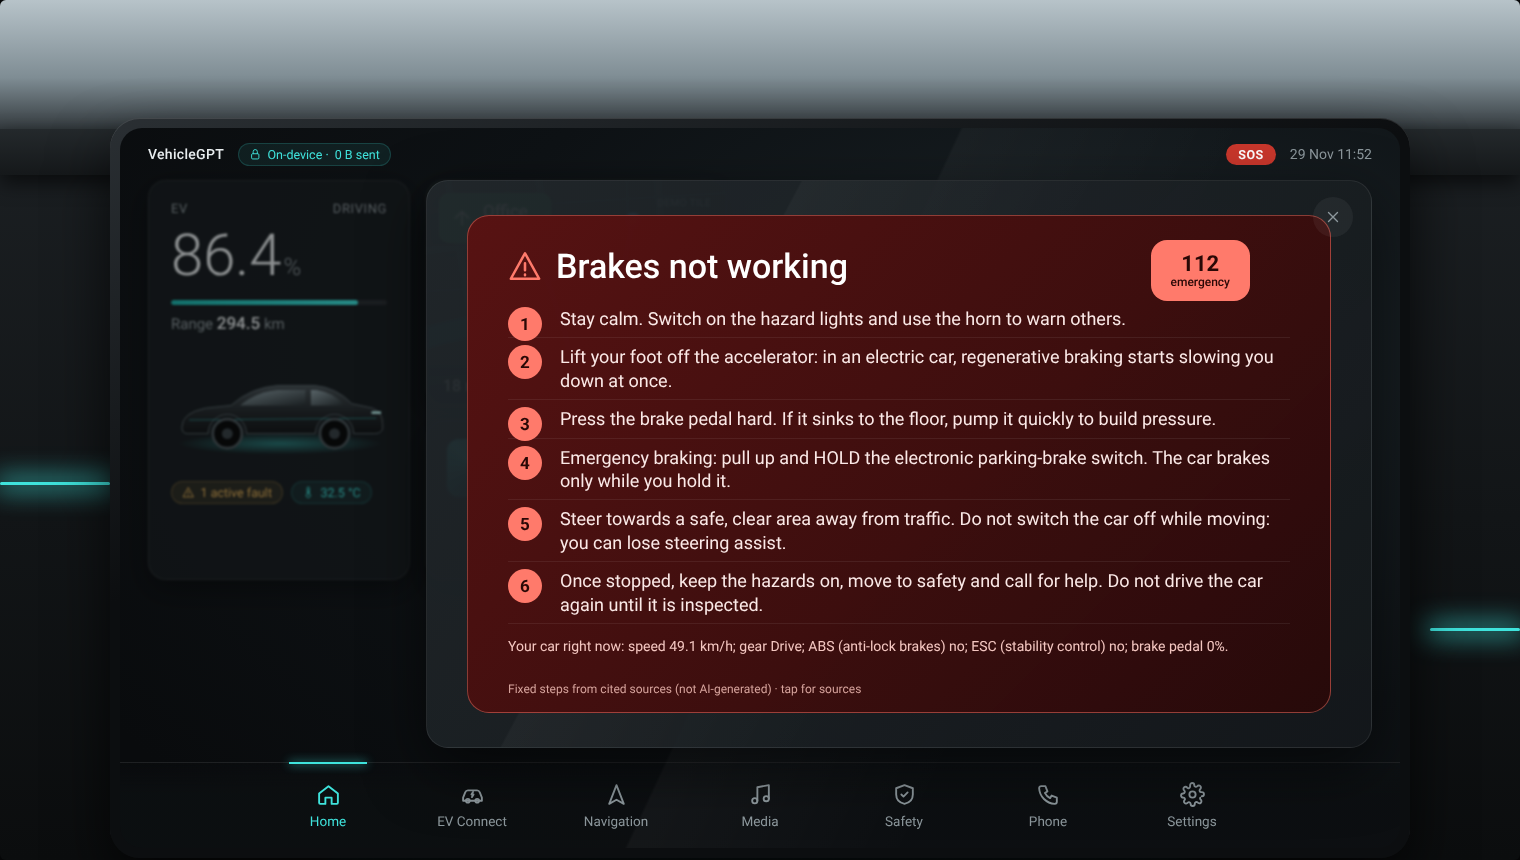 VehicleGPT
On-device · 0 B sent
SOS
29 Nov 11:52
EV
DRIVING
86.4%
Range 294.5 km
1 active fault
32.5 °C
Brakes not working
112
emergency
1
Stay calm. Switch on the hazard lights and use the horn to warn others.
2
Lift your foot off the accelerator: in an electric car, regenerative braking starts slowing you
down at once.
3
Press the brake pedal hard. If it sinks to the floor, pump it quickly to build pressure.
4
Emergency braking: pull up and HOLD the electronic parking-brake switch. The car brakes
only while you hold it.
5
Steer towards a safe, clear area away from traffic. Do not switch the car off while moving:
you can lose steering assist.
6
Once stopped, keep the hazards on, move to safety and call for help. Do not drive the car
again until it is inspected.
Your car right now: speed 49.1 km/h; gear Drive; ABS (anti-lock brakes) no; ESC (stability control) no; brake pedal 0%.
Fixed steps from cited sources (not AI-generated) · tap for sources
Home
EV Connect
Navigation
Media
Safety
Phone
Settings